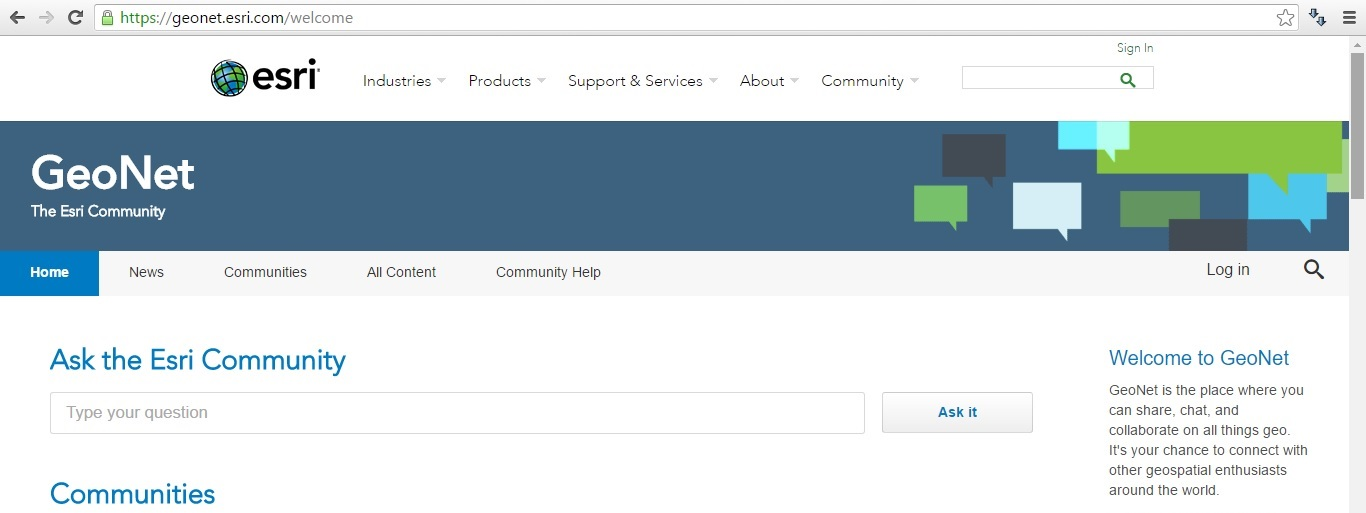 https://geonet.esri.com/welcome
Sign In
esri
Industries Products Support & Services About Community
GeoNet
The Esri Community
Home News Communities All Content Community Help Log in
Ask the Esri Community
Type your question Ask it
Communities
Welcome to GeoNet
GeoNet is the place where you
can share, chat, and
collaborate on all things geo.
It's your chance to connect with
other geospatial enthusiasts
around the world.